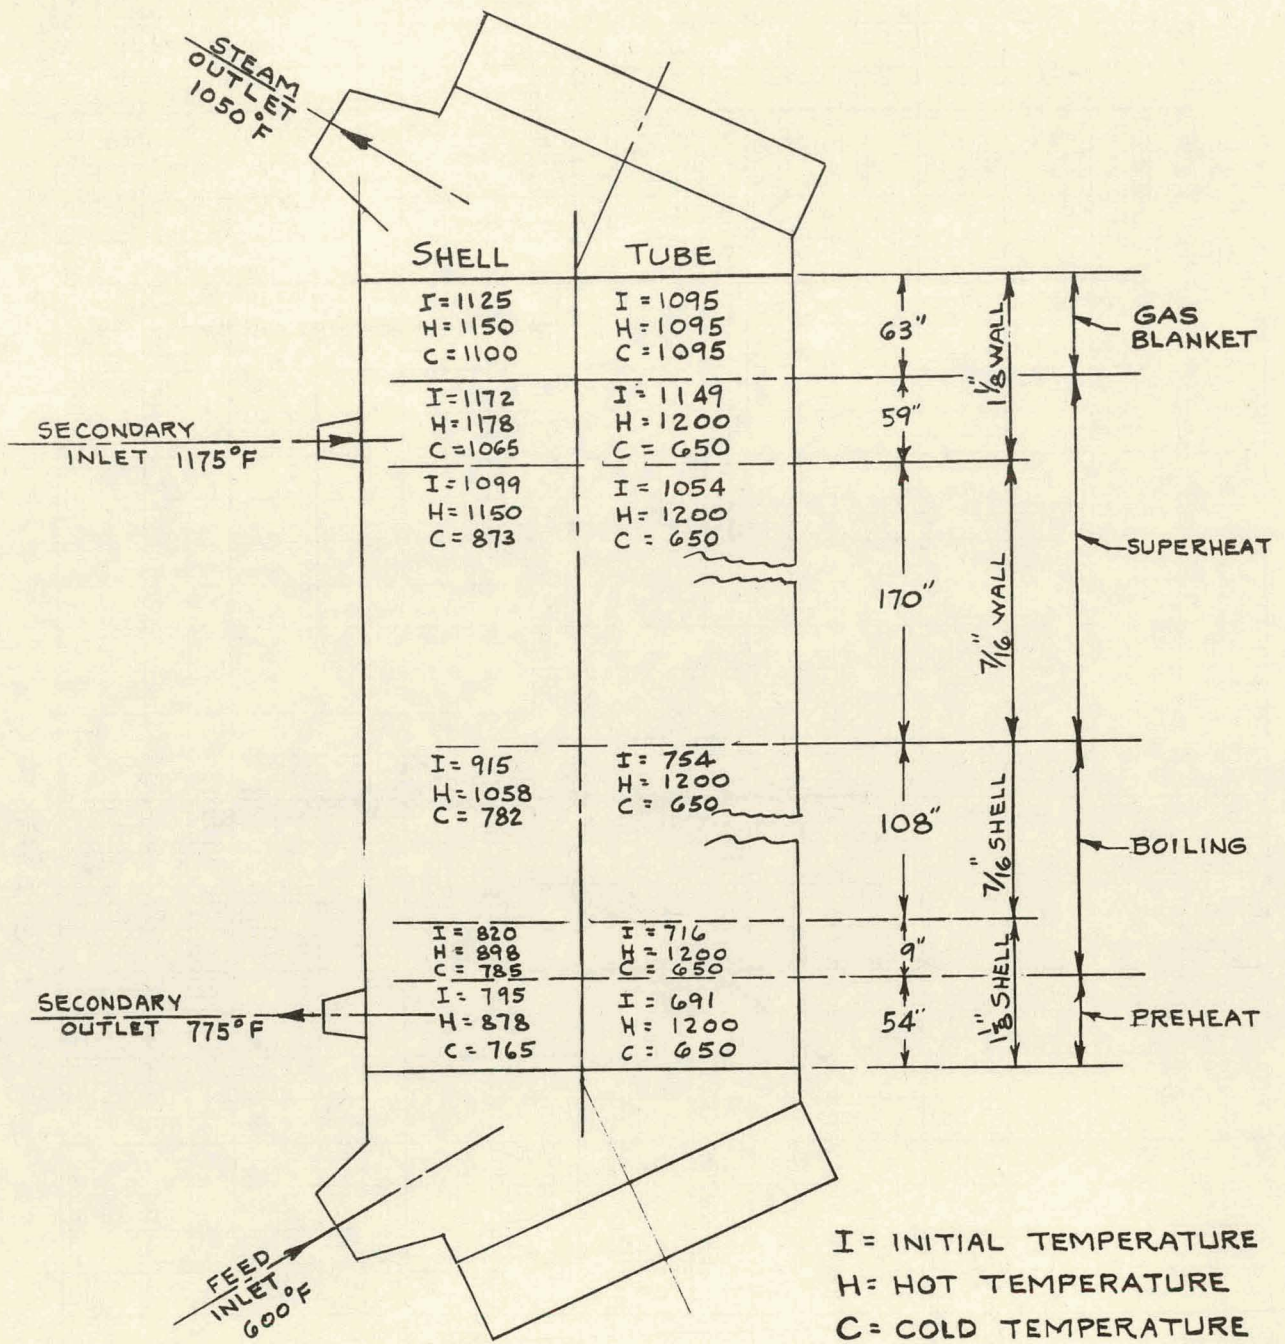 STEAM
OUTLET
1050°F
SHELL
TUBE
I=1125
H=1150
C=1100
I=1095
H=1095
C=1095
63"
1 1/8" WALL
GAS
BLANKET
SECONDARY
INLET 1175°F
I=1172
H=1178
C=1065
I=1149
H=1200
C=650
59"
I=1099
H=1150
C=873
I=1054
H=1200
C=650
170"
7/16" WALL
SUPERHEAT
I=915
H=1058
C=782
I=754
H=1200
C=650
108"
7/16" SHELL
BOILING
I=820
H=898
C=785
I=716
H=1200
C=650
9"
1 1/8" SHELL
SECONDARY
OUTLET 775°F
I=795
H=878
C=765
I=691
H=1200
C=650
54"
PREHEAT
FEED
INLET
600°F
I= INITIAL TEMPERATURE
H= HOT TEMPERATURE
C= COLD TEMPERATURE